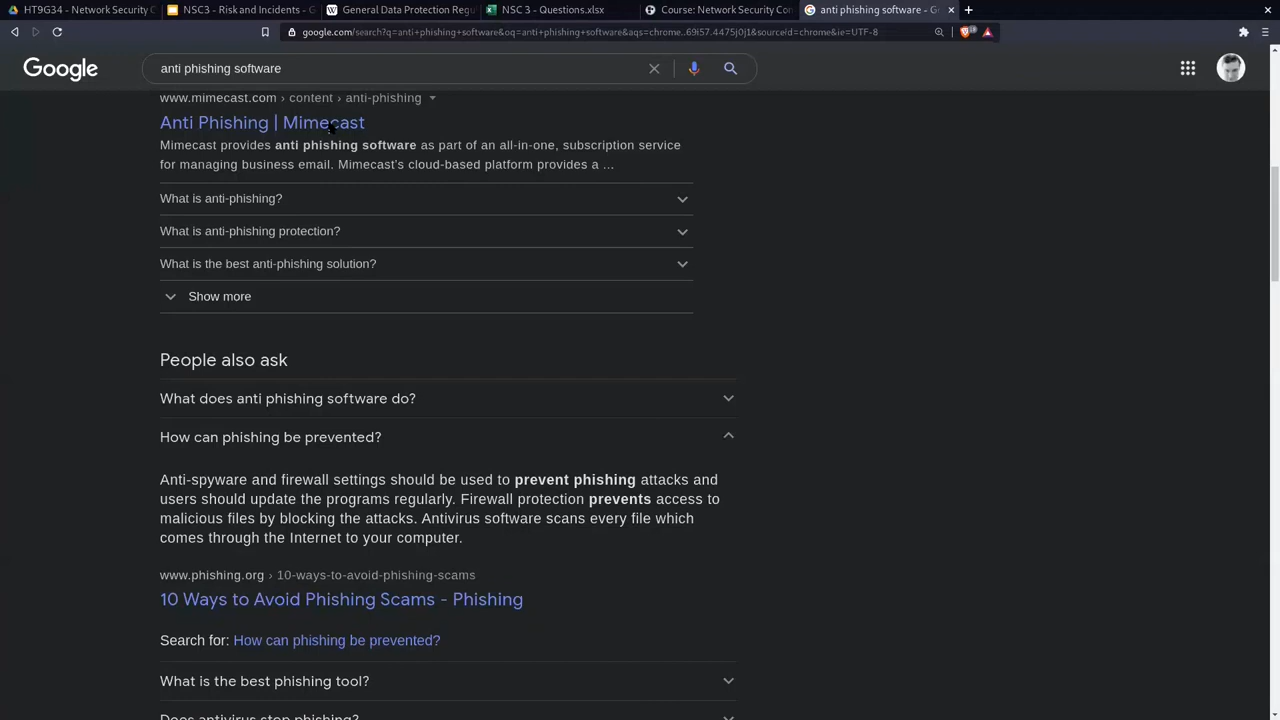 HT9G34 - Network Security C
NSC3 - Risk and Incidents - G
General Data Protection Regu
NSC 3 - Questions.xlsx
Course: Network Security Con
anti phishing software - G
google.com/search?q=anti+phishing+software&oq=anti+phishing+software&aqs=chrome..69i57.4475j0j1&sourceid=chrome&ie=UTF-8
Google
anti phishing software
www.mimecast.com › content › anti-phishing
Anti Phishing | Mimecast
Mimecast provides anti phishing software as part of an all-in-one, subscription service
for managing business email. Mimecast's cloud-based platform provides a ...
What is anti-phishing?
What is anti-phishing protection?
What is the best anti-phishing solution?
Show more
People also ask
What does anti phishing software do?
How can phishing be prevented?
Anti-spyware and firewall settings should be used to prevent phishing attacks and
users should update the programs regularly. Firewall protection prevents access to
malicious files by blocking the attacks. Antivirus software scans every file which
comes through the Internet to your computer.
www.phishing.org › 10-ways-to-avoid-phishing-scams
10 Ways to Avoid Phishing Scams - Phishing
Search for: How can phishing be prevented?
What is the best phishing tool?
Does antivirus stop phishing?